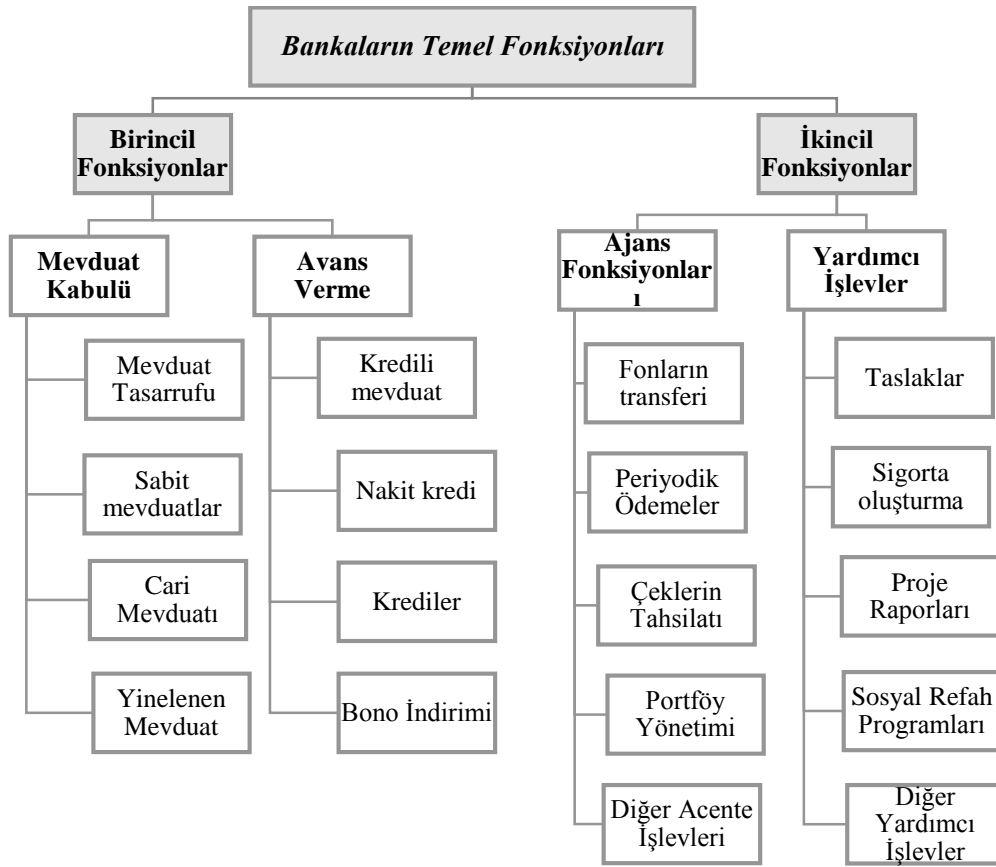 Bankaların Temel Fonksiyonları
Birincil
Fonksiyonlar
İkincil
Fonksiyonlar
Mevduat
Kabulü
Avans
Verme
Ajans
Fonksiyonlar
ı
Yardımcı
İşlevler
Mevduat
Tasarrufu
Sabit
mevduatlar
Cari
Mevduatı
Yinelenen
Mevduat
Kredili
mevduat
Nakit kredi
Krediler
Bono İndirimi
Fonların
transferi
Periyodik
Ödemeler
Çeklerin
Tahsilatı
Portföy
Yönetimi
Diğer Acente
İşlevleri
Taslaklar
Sigorta
oluşturma
Proje
Raporları
Sosyal Refah
Programları
Diğer
Yardımcı
İşlevler